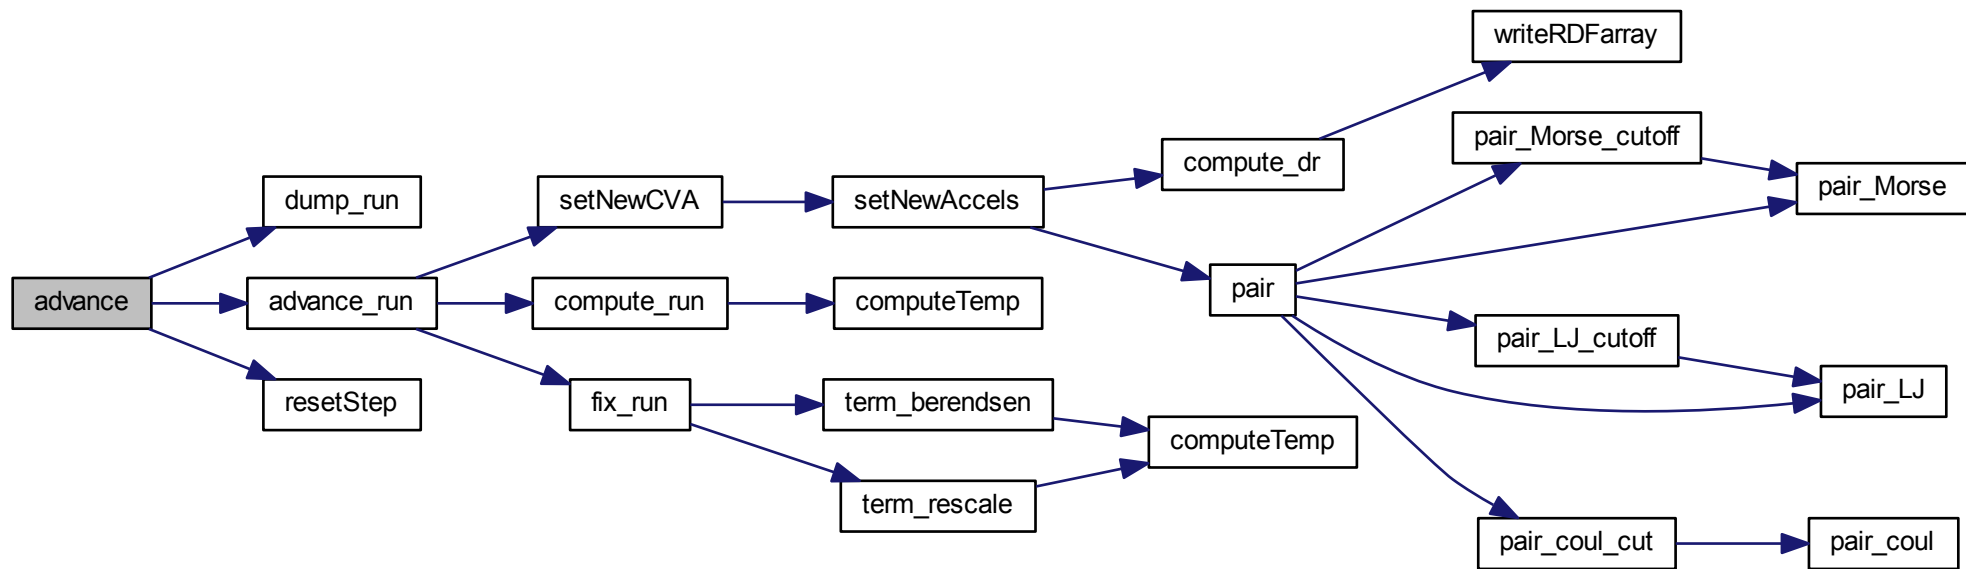 writeRDFarray
pair_Morse_cutoff
compute_dr
pair_Morse
dump_run
setNewCVA
setNewAccels
pair
advance
advance_run
compute_run
computeTemp
pair_LJ_cutoff
pair_LJ
resetStep
fix_run
term_berendsen
computeTemp
term_rescale
pair_coul_cut
pair_coul